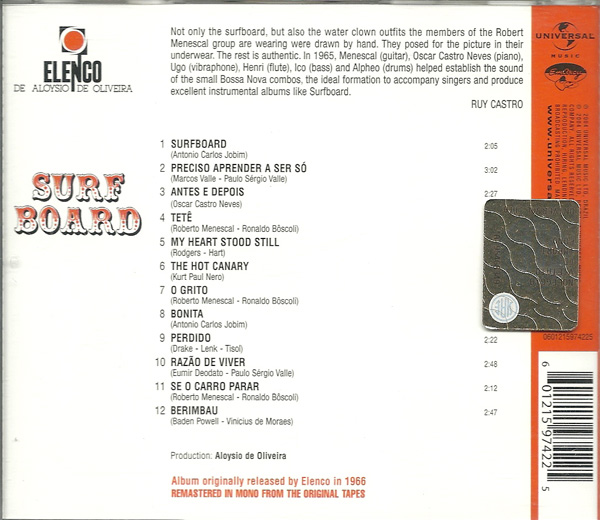 ELENCO
DE ALOYSIO DE OLIVEIRA
Not only the surfboard, but also the water clown outfits the members of the Robert
Menescal group are wearing were drawn by hand. They posed for the picture in their
underwear. The rest is authentic. In 1965, Menescal (guitar), Oscar Castro Neves (piano),
Ugo (vibraphone), Henri (flute), Ico (bass) and Alpheo (drums) helped establish the sound
of the small Bossa Nova combos, the ideal formation to accompany singers and produce
excellent instrumental albums like Surfboard.
RUY CASTRO
UNIVERSAL
MUSIC
SURF
BOARD
1 SURFBOARD 2:05
(Antonio Carlos Jobim)
2 PRECISO APRENDER A SER SÓ 3:02
(Marcos Valle - Paulo Sérgio Valle)
3 ANTES E DEPOIS 2:27
(Oscar Castro Neves)
4 TETÊ
(Roberto Menescal - Ronaldo Bôscoli)
5 MY HEART STOOD STILL
(Rodgers - Hart)
6 THE HOT CANARY
(Kurt Paul Nero)
7 O GRITO
(Roberto Menescal - Ronaldo Bôscoli)
8 BONITA
(Antonio Carlos Jobim)
9 PERDIDO 2:22
(Drake - Lenk - Tisol)
10 RAZÃO DE VIVER 2:48
(Eumir Deodato - Paulo Sérgio Valle)
11 SE O CARRO PARAR 2:12
(Roberto Menescal - Ronaldo Bôscoli)
12 BERIMBAU 2:47
(Baden Powell - Vinicius de Moraes)
Production: Aloysio de Oliveira
Album originally released by Elenco in 1966
REMASTERED IN MONO FROM THE ORIGINAL TAPES
www.universa
0601215974225
6 01215 97422 5